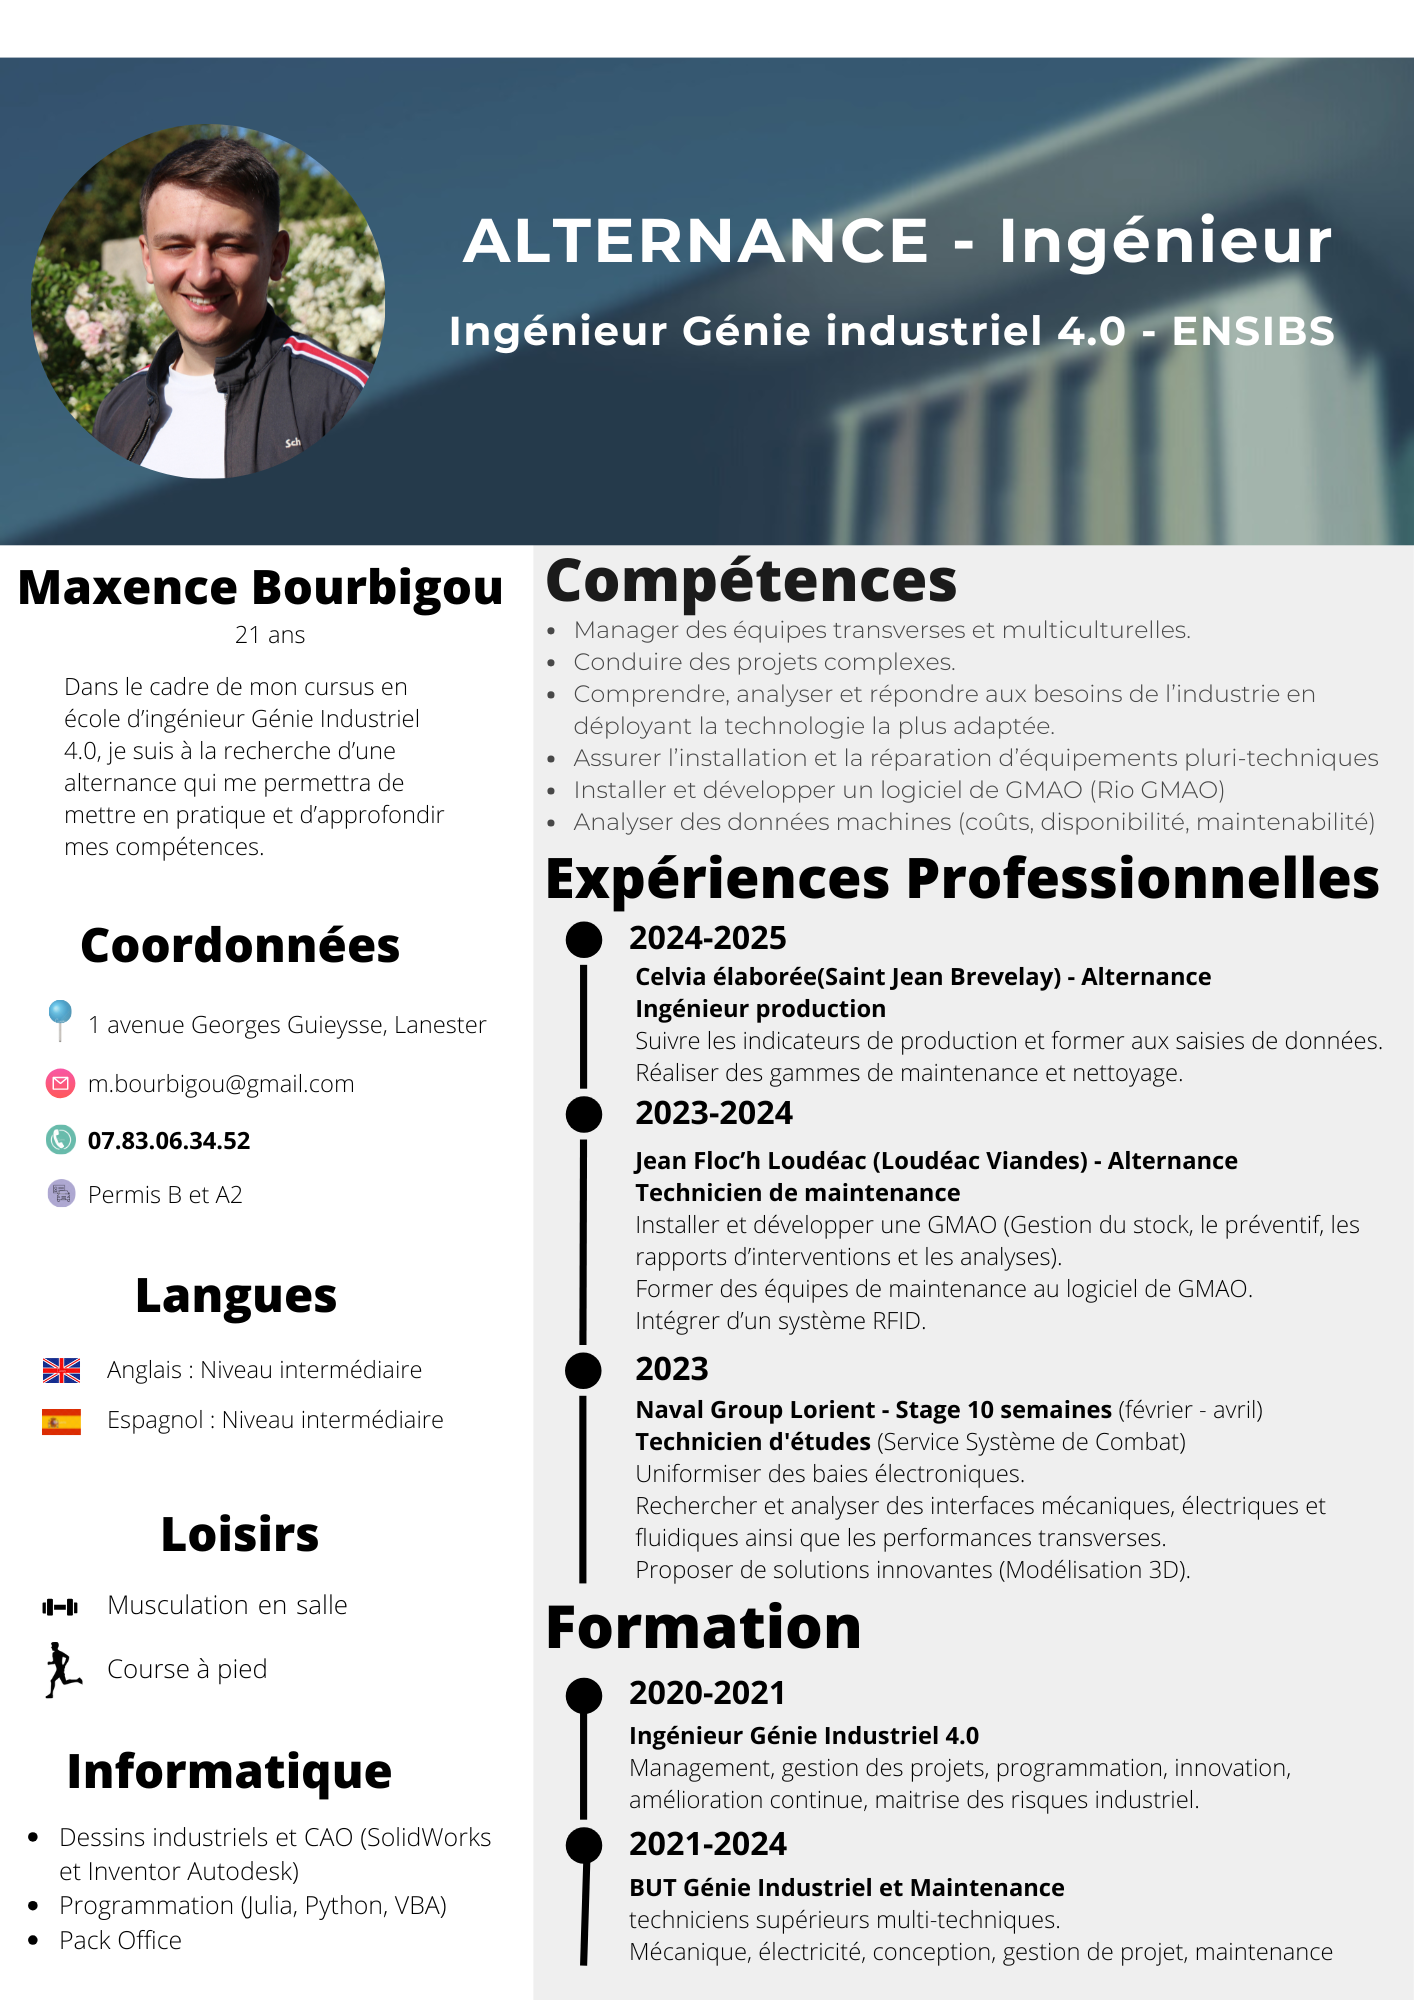 ALTERNANCE - Ingénieur
Ingénieur Génie industriel 4.0 - ENSIBS
Sch
Maxence Bourbigou
21 ans
Dans le cadre de mon cursus en
école d’ingénieur Génie Industriel
4.0, je suis à la recherche d’une
alternance qui me permettra de
mettre en pratique et d’approfondir
mes compétences.
Coordonnées
1 avenue Georges Guieysse, Lanester
m.bourbigou@gmail.com
07.83.06.34.52
Permis B et A2
Langues
Anglais : Niveau intermédiaire
Espagnol : Niveau intermédiaire
Loisirs
Musculation en salle
Course à pied
Informatique
• Dessins industriels et CAO (SolidWorks
et Inventor Autodesk)
• Programmation (Julia, Python, VBA)
• Pack Office
Compétences
• Manager des équipes transverses et multiculturelles.
• Conduire des projets complexes.
• Comprendre, analyser et répondre aux besoins de l’industrie en
déployant la technologie la plus adaptée.
• Assurer l’installation et la réparation d’équipements pluri-techniques
• Installer et développer un logiciel de GMAO (Rio GMAO)
• Analyser des données machines (coûts, disponibilité, maintenabilité)
Expériences Professionnelles
2024-2025
Celvia élaborée(Saint Jean Brevelay) - Alternance
Ingénieur production
Suivre les indicateurs de production et former aux saisies de données.
Réaliser des gammes de maintenance et nettoyage.
2023-2024
Jean Floc’h Loudéac (Loudéac Viandes) - Alternance
Technicien de maintenance
Installer et développer une GMAO (Gestion du stock, le préventif, les
rapports d’interventions et les analyses).
Former des équipes de maintenance au logiciel de GMAO.
Intégrer d’un système RFID.
2023
Naval Group Lorient - Stage 10 semaines (février - avril)
Technicien d'études (Service Système de Combat)
Uniformiser des baies électroniques.
Rechercher et analyser des interfaces mécaniques, électriques et
fluidiques ainsi que les performances transverses.
Proposer de solutions innovantes (Modélisation 3D).
Formation
2020-2021
Ingénieur Génie Industriel 4.0
Management, gestion des projets, programmation, innovation,
amélioration continue, maitrise des risques industriel.
2021-2024
BUT Génie Industriel et Maintenance
techniciens supérieurs multi-techniques.
Mécanique, électricité, conception, gestion de projet, maintenance